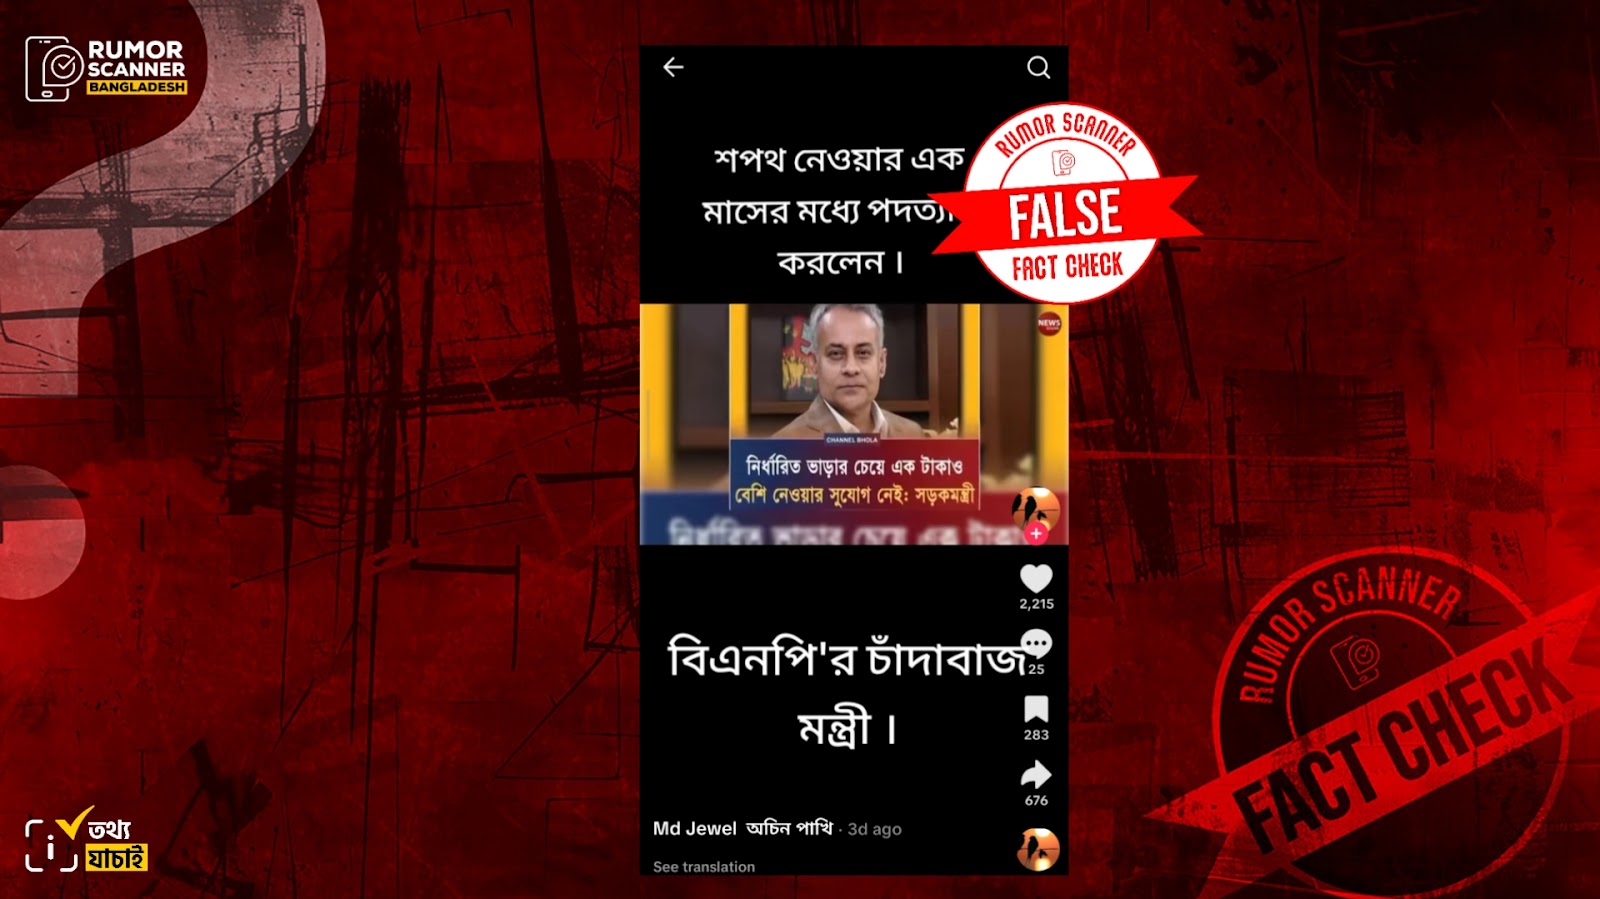 RUMOR
SCANNER
BANGLADESH
শপথ নেওয়ার এক
মাসের মধ্যে
করলেন ।
RUMOR SCANNER
FALSE
FACT CHECK
NEWS
CHANNEL BHOLA
নির্ধারিত ভাড়ার চেয়ে এক টাকাও
বেশি নেওয়ার সুযোগ নেই: সড়কমন্ত্রী
নির্ধারিত ভাড়ার চেয়ে এক টাকা
2,215
বিএনপি'র চাঁদাবাজ
25
মন্ত্রী ।
283
676
Md Jewel অচিন পাখি · 3d ago
See translation
তথ্য
যাচাই
RUMOR SCANNER
FACT CHECK